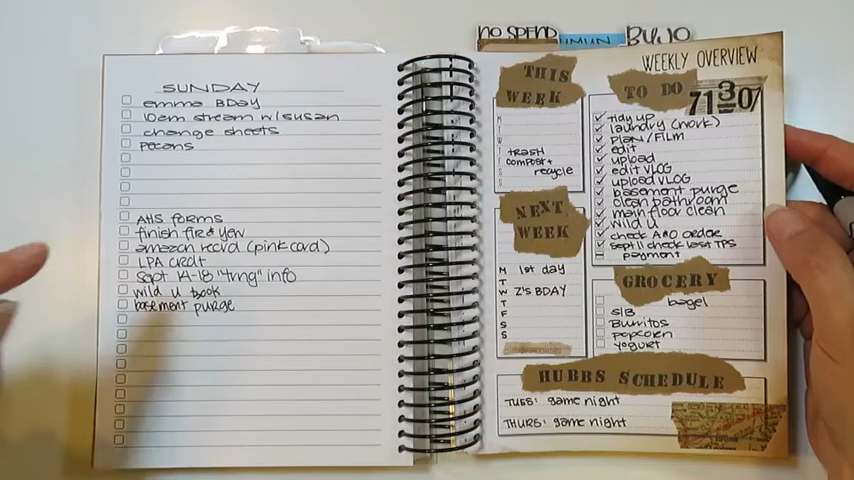 NO SPEND
IMUN
BUJO
SUNDAY
emma BDay
10am stream w/susan
change sheets
pecans
AHS forms
finish fire & yew
amazon rcvd (pink card)
LPA crdt
Sept 14-18 "trng" info
wild u book
basement purge
WEEKLY OVERVIEW
THIS WEEK
M
T
W
T
F
S
S
TRASH
compost +
recycle
NEXT WEEK
M 1st day
T
W Z's BDAY
T
F
S
S
TO DO
71307
tidy up
laundry (work)
plan/film
edit
upload
edit VLOG
upload VLOG
basement purge
clean bathroom
main floor clean
wild u
check A&O order
sept 11 check last TPS
payment
GROCERY
bagel
SIB
Burritos
popcorn
yogurt
HUBBS SCHEDULE
TUES: game night
THURS: game night